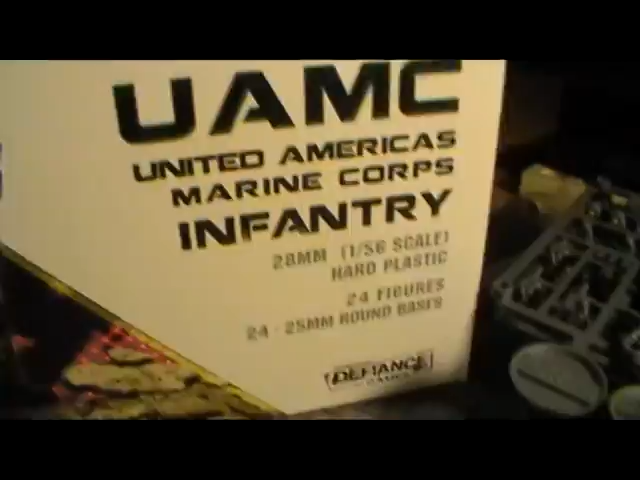 UAMC
UNITED AMERICAS
MARINE CORPS
INFANTRY
28MM (1/56 SCALE)
HARD PLASTIC
24 FIGURES
24 - 25MM ROUND BASES
DEFIANCE
GAMES